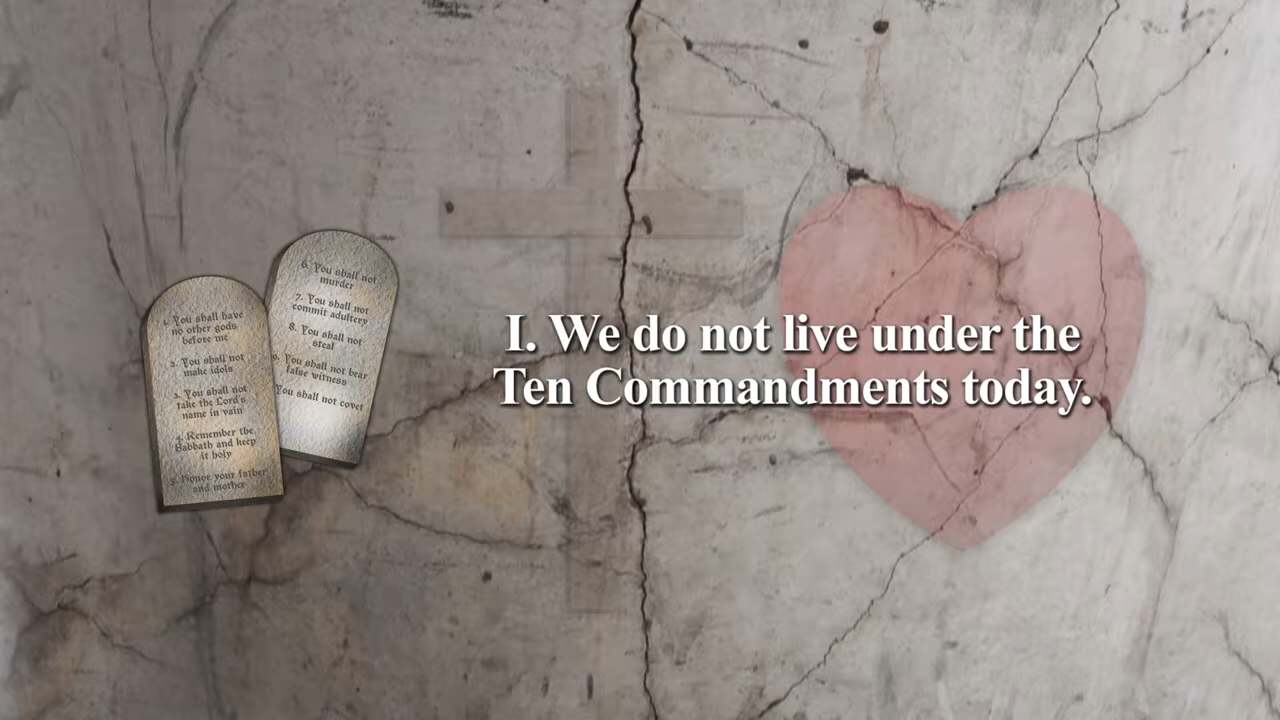 1. You shall have
no other gods
before me
2. You shall not
make idols
3. You shall not
take the Lord's
name in vain
4. Remember the
Sabbath and keep
it holy
5. Honor your father
and mother
6. You shall not
murder
7. You shall not
commit adultery
8. You shall not
steal
9. You shall not bear
false witness
You shall not covet
I. We do not live under the
Ten Commandments today.